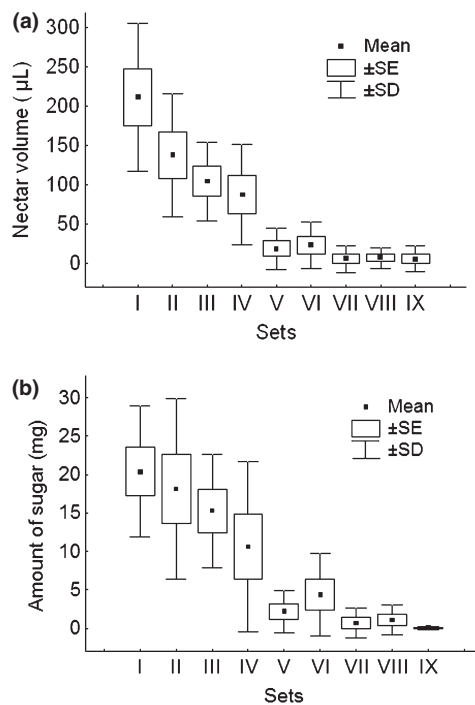 (a)
300
250
200
150
100
50
0
Nectar volume ( μL)
Mean
±SE
±SD
I II III IV V VI VII VIII IX
Sets
(b)
30
25
20
15
10
5
0
Amount of sugar (mg)
Mean
±SE
±SD
I II III IV V VI VII VIII IX
Sets